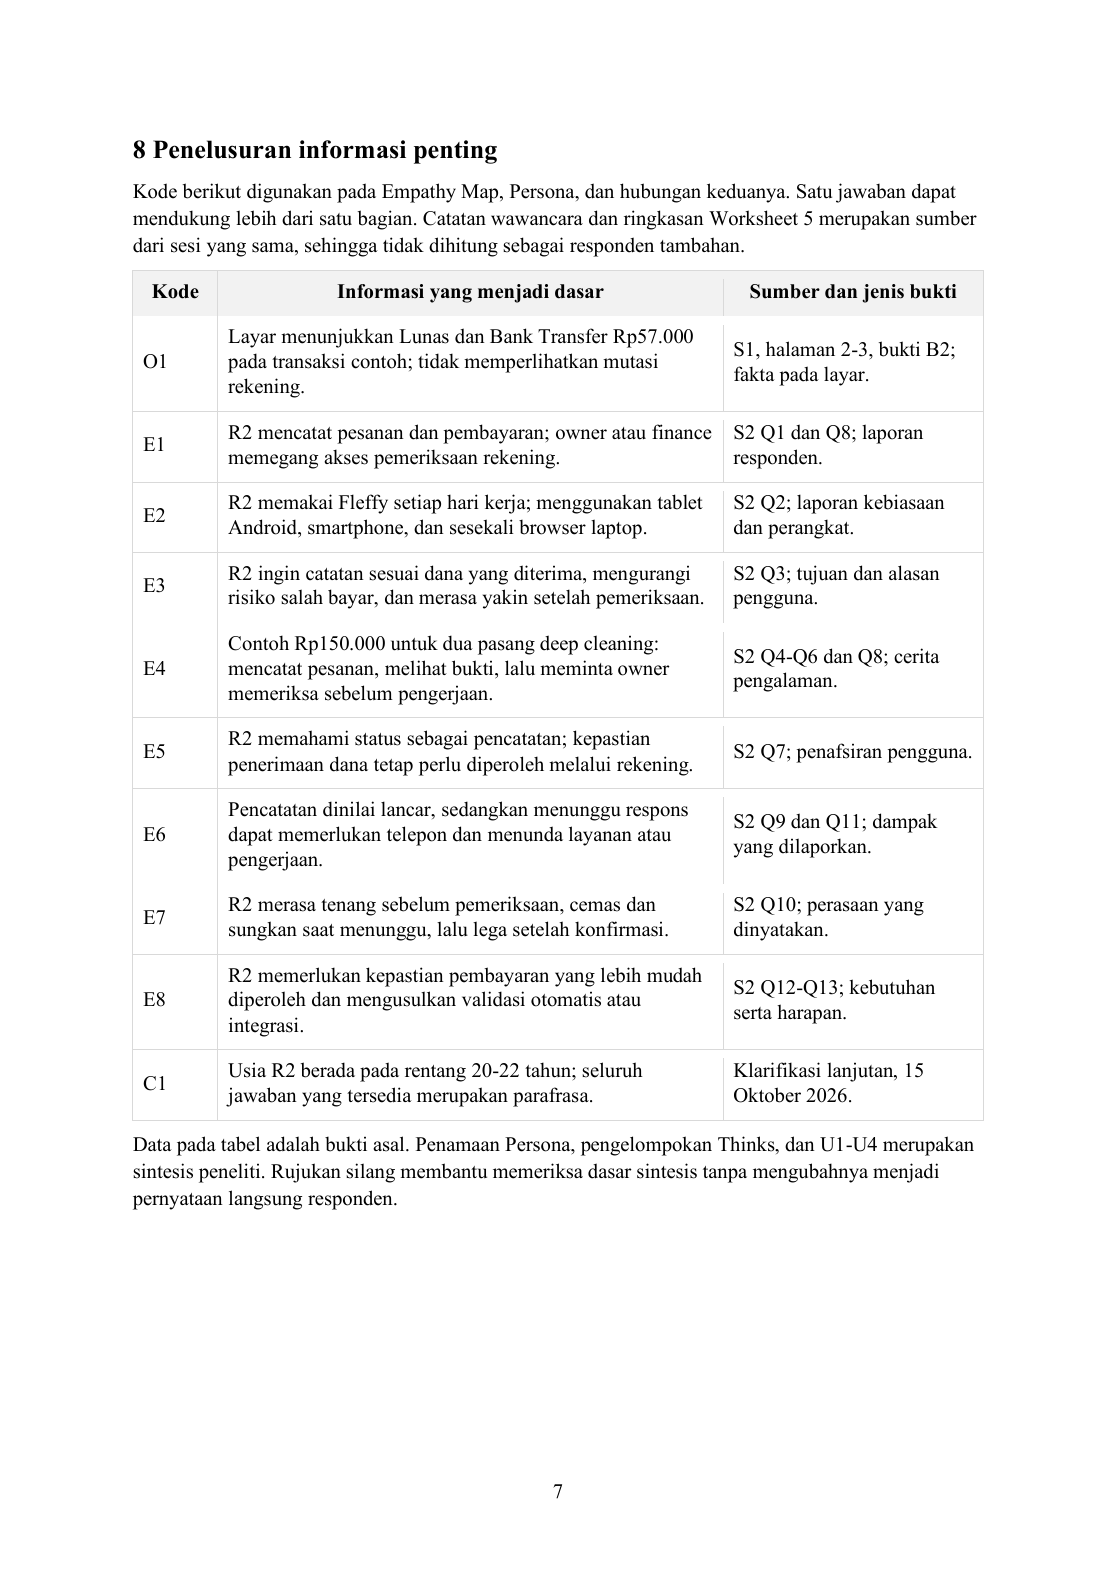 8 Penelusuran informasi penting
Kode berikut digunakan pada Empathy Map, Persona, dan hubungan keduanya. Satu jawaban dapat
mendukung lebih dari satu bagian. Catatan wawancara dan ringkasan Worksheet 5 merupakan sumber
dari sesi yang sama, sehingga tidak dihitung sebagai responden tambahan.
Kode Informasi yang menjadi dasar Sumber dan jenis bukti
O1
Layar menunjukkan Lunas dan Bank Transfer Rp57.000
pada transaksi contoh; tidak memperlihatkan mutasi
rekening.
S1, halaman 2-3, bukti B2;
fakta pada layar.
E1
R2 mencatat pesanan dan pembayaran; owner atau finance
memegang akses pemeriksaan rekening.
S2 Q1 dan Q8; laporan
responden.
E2
R2 memakai Fleffy setiap hari kerja; menggunakan tablet
Android, smartphone, dan sesekali browser laptop.
S2 Q2; laporan kebiasaan
dan perangkat.
E3
R2 ingin catatan sesuai dana yang diterima, mengurangi
risiko salah bayar, dan merasa yakin setelah pemeriksaan.
S2 Q3; tujuan dan alasan
pengguna.
E4
Contoh Rp150.000 untuk dua pasang deep cleaning:
mencatat pesanan, melihat bukti, lalu meminta owner
memeriksa sebelum pengerjaan.
S2 Q4-Q6 dan Q8; cerita
pengalaman.
E5
R2 memahami status sebagai pencatatan; kepastian
penerimaan dana tetap perlu diperoleh melalui rekening.
S2 Q7; penafsiran pengguna.
E6
Pencatatan dinilai lancar, sedangkan menunggu respons
dapat memerlukan telepon dan menunda layanan atau
pengerjaan.
S2 Q9 dan Q11; dampak
yang dilaporkan.
E7
R2 merasa tenang sebelum pemeriksaan, cemas dan
sungkan saat menunggu, lalu lega setelah konfirmasi.
S2 Q10; perasaan yang
dinyatakan.
E8
R2 memerlukan kepastian pembayaran yang lebih mudah
diperoleh dan mengusulkan validasi otomatis atau
integrasi.
S2 Q12-Q13; kebutuhan
serta harapan.
C1
Usia R2 berada pada rentang 20-22 tahun; seluruh
jawaban yang tersedia merupakan parafrasa.
Klarifikasi lanjutan, 15
Oktober 2026.
Data pada tabel adalah bukti asal. Penamaan Persona, pengelompokan Thinks, dan U1-U4 merupakan
sintesis peneliti. Rujukan silang membantu memeriksa dasar sintesis tanpa mengubahnya menjadi
pernyataan langsung responden.
7